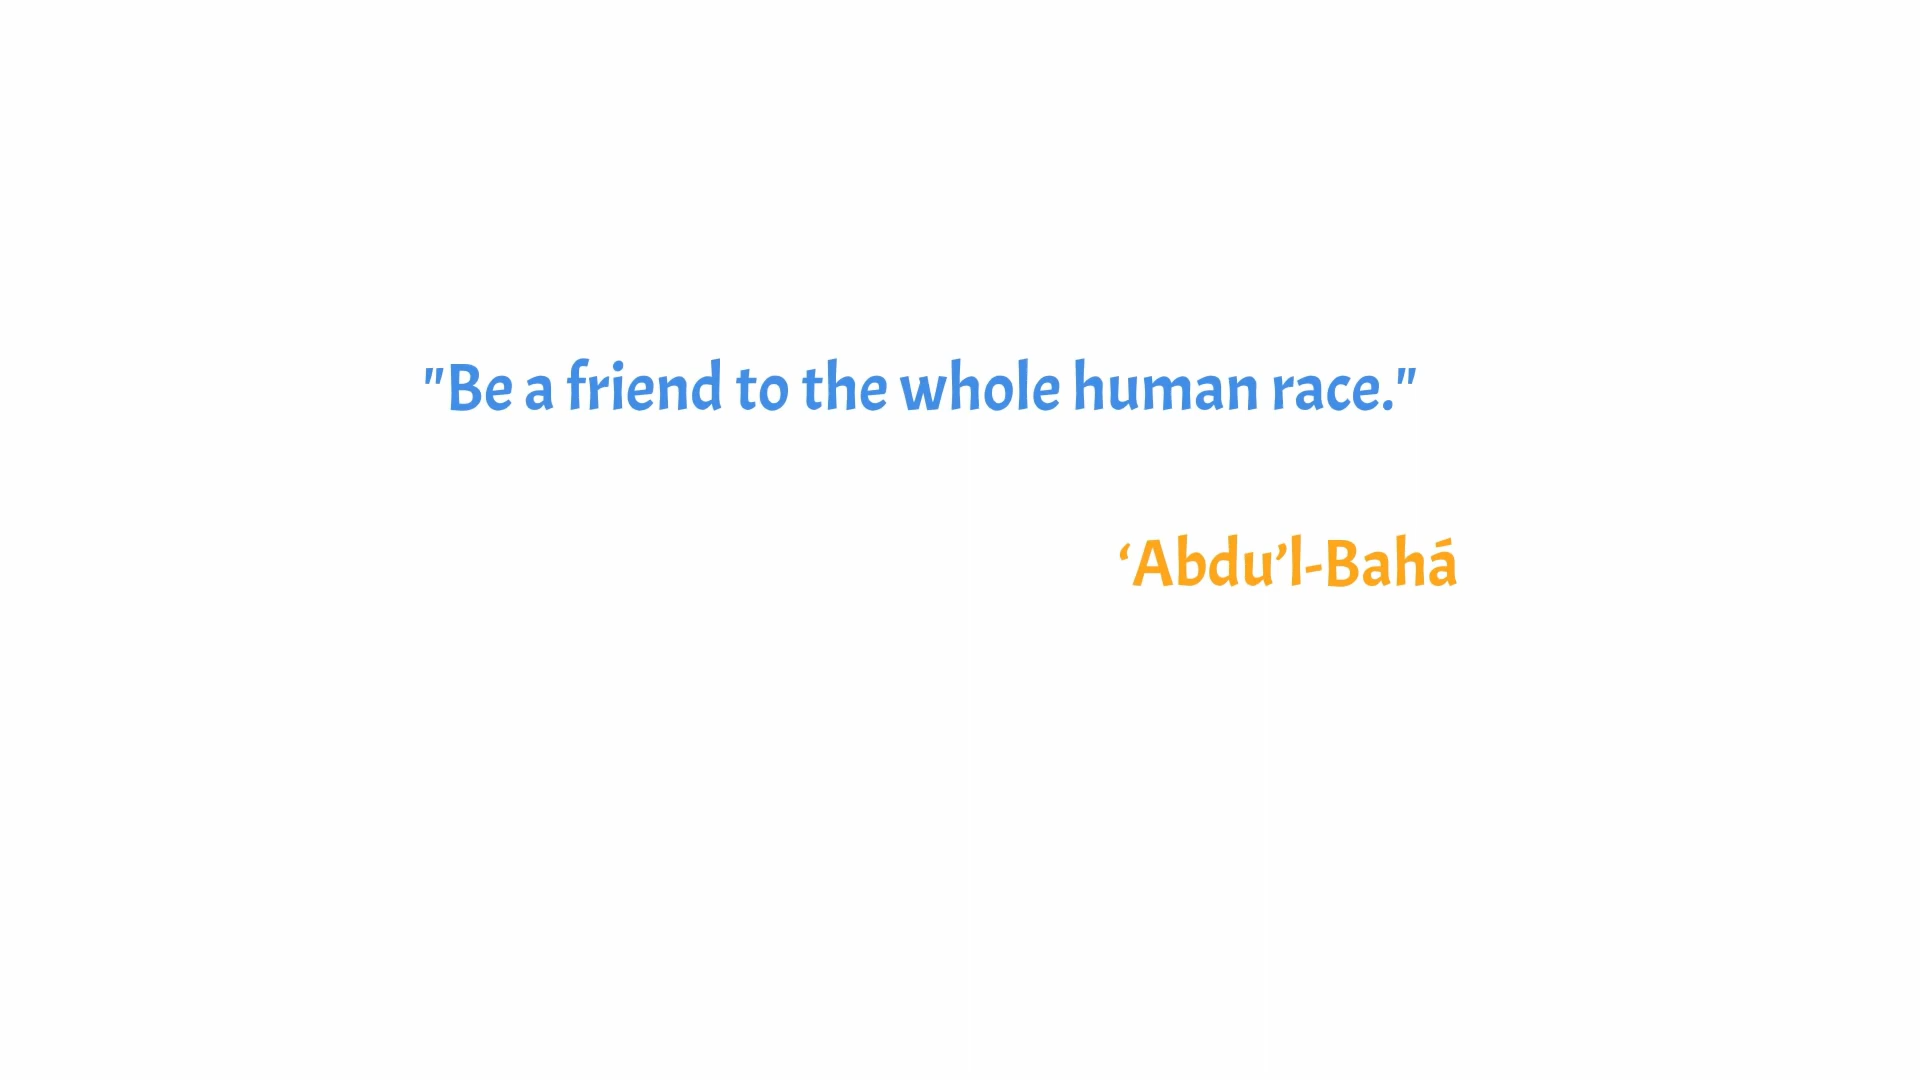 "Be a friend to the whole human race."
‘Abdu’l-Bahá